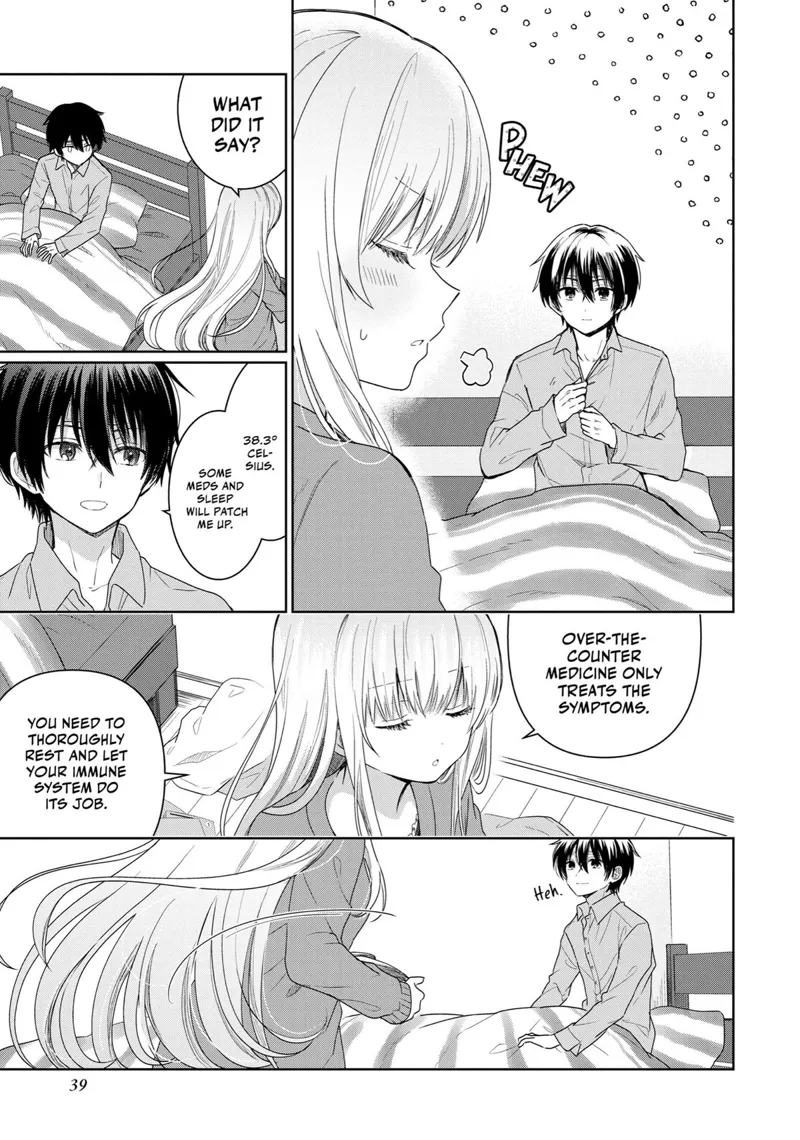 PHEW
WHAT
DID IT
SAY?
38.3°
CEL-
SIUS.
SOME
MEDS AND
SLEEP
WILL PATCH
ME UP.
OVER-THE-
COUNTER
MEDICINE ONLY
TREATS THE
SYMPTOMS.
YOU NEED TO
THOROUGHLY
REST AND LET
YOUR IMMUNE
SYSTEM DO
ITS JOB.
Heh.
39